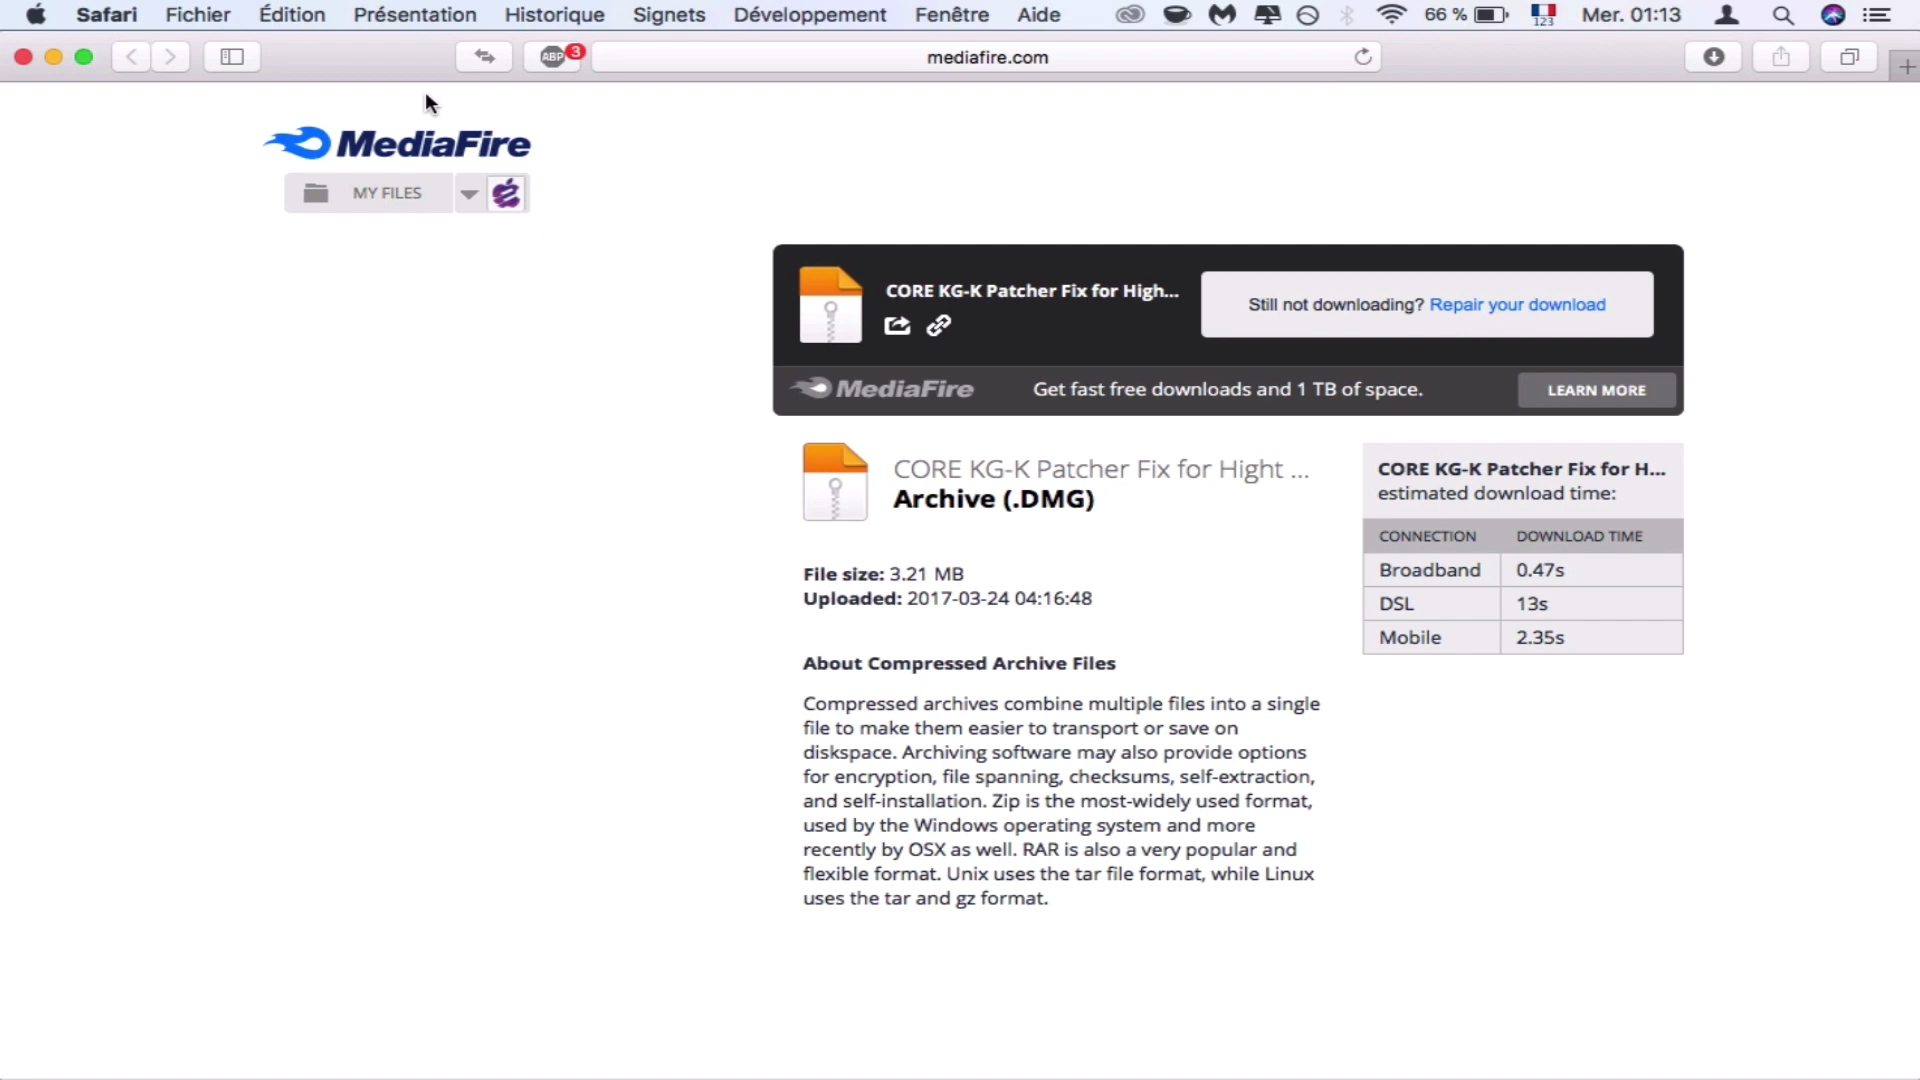 Safari Fichier Édition Présentation Historique Signets Développement Fenêtre Aide 66 % 123 Mer. 01:13
ABP 3 mediafire.com
MediaFire
MY FILES
CORE KG-K Patcher Fix for High...
Still not downloading? Repair your download
MediaFire Get fast free downloads and 1 TB of space. LEARN MORE
CORE KG-K Patcher Fix for Hight ...
Archive (.DMG)
File size: 3.21 MB
Uploaded: 2017-03-24 04:16:48
About Compressed Archive Files
Compressed archives combine multiple files into a single
file to make them easier to transport or save on
diskspace. Archiving software may also provide options
for encryption, file spanning, checksums, self-extraction,
and self-installation. Zip is the most-widely used format,
used by the Windows operating system and more
recently by OSX as well. RAR is also a very popular and
flexible format. Unix uses the tar file format, while Linux
uses the tar and gz format.
CORE KG-K Patcher Fix for H...
estimated download time:
CONNECTION DOWNLOAD TIME
Broadband 0.47s
DSL 13s
Mobile 2.35s